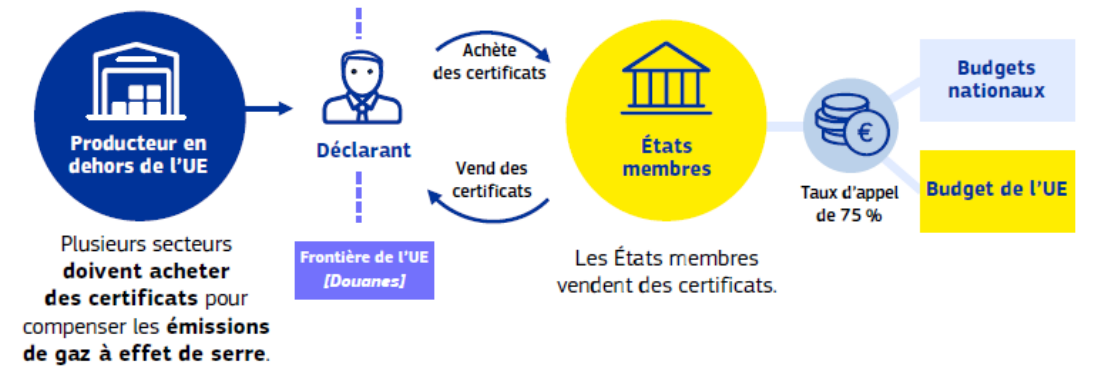 Producteur en
dehors de l'UE
Plusieurs secteurs
doivent acheter
des certificats pour
compenser les émissions
de gaz à effet de serre.
Déclarant
Frontière de l'UE
[Douanes]
Achète
des certificats
Vend des
certificats
États
membres
Les États membres
vendent des certificats.
€
Taux d'appel
de 75 %
Budgets
nationaux
Budget de l'UE